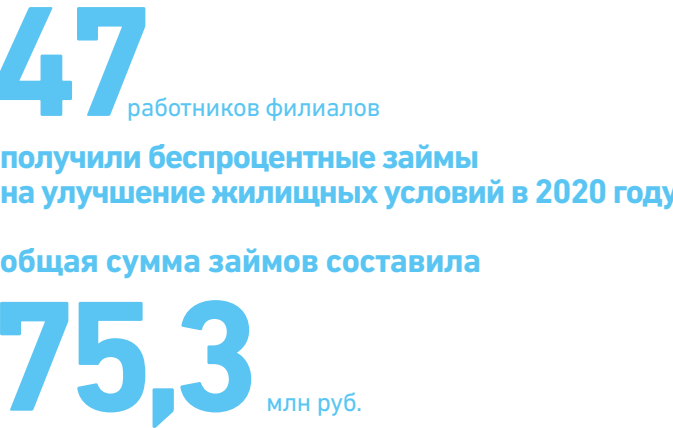 47 работников филиалов
получили беспроцентные займы
на улучшение жилищных условий в 2020 году
общая сумма займов составила
75,3 млн руб.